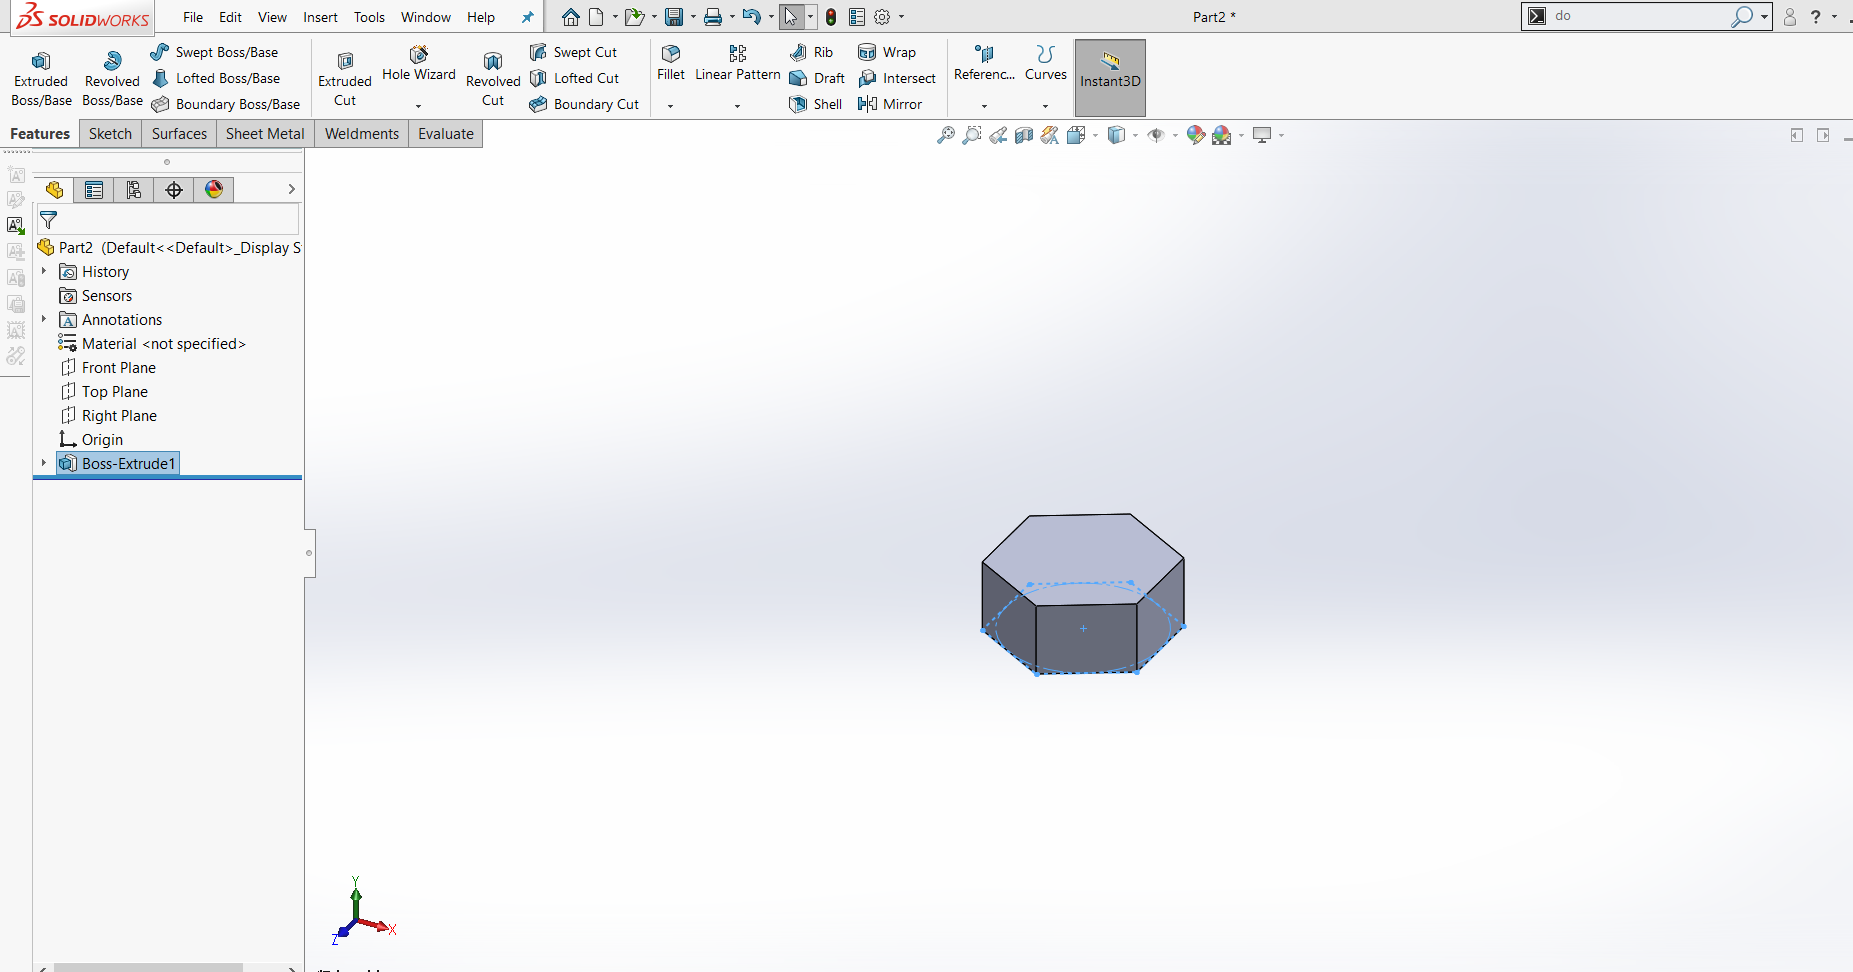 SOLIDWORKS File Edit View Insert Tools Window Help Part2 * do ?
Extruded Boss/Base
Revolved Boss/Base
Swept Boss/Base
Lofted Boss/Base
Boundary Boss/Base
Extruded Cut
Hole Wizard
Revolved Cut
Swept Cut
Lofted Cut
Boundary Cut
Fillet
Linear Pattern
Rib
Draft
Shell
Wrap
Intersect
Mirror
Referenc...
Curves
Instant3D
Features Sketch Surfaces Sheet Metal Weldments Evaluate
Part2 (Default<<Default>_Display S
History
Sensors
Annotations
Material <not specified>
Front Plane
Top Plane
Right Plane
Origin
Boss-Extrude1
Y
X
Z